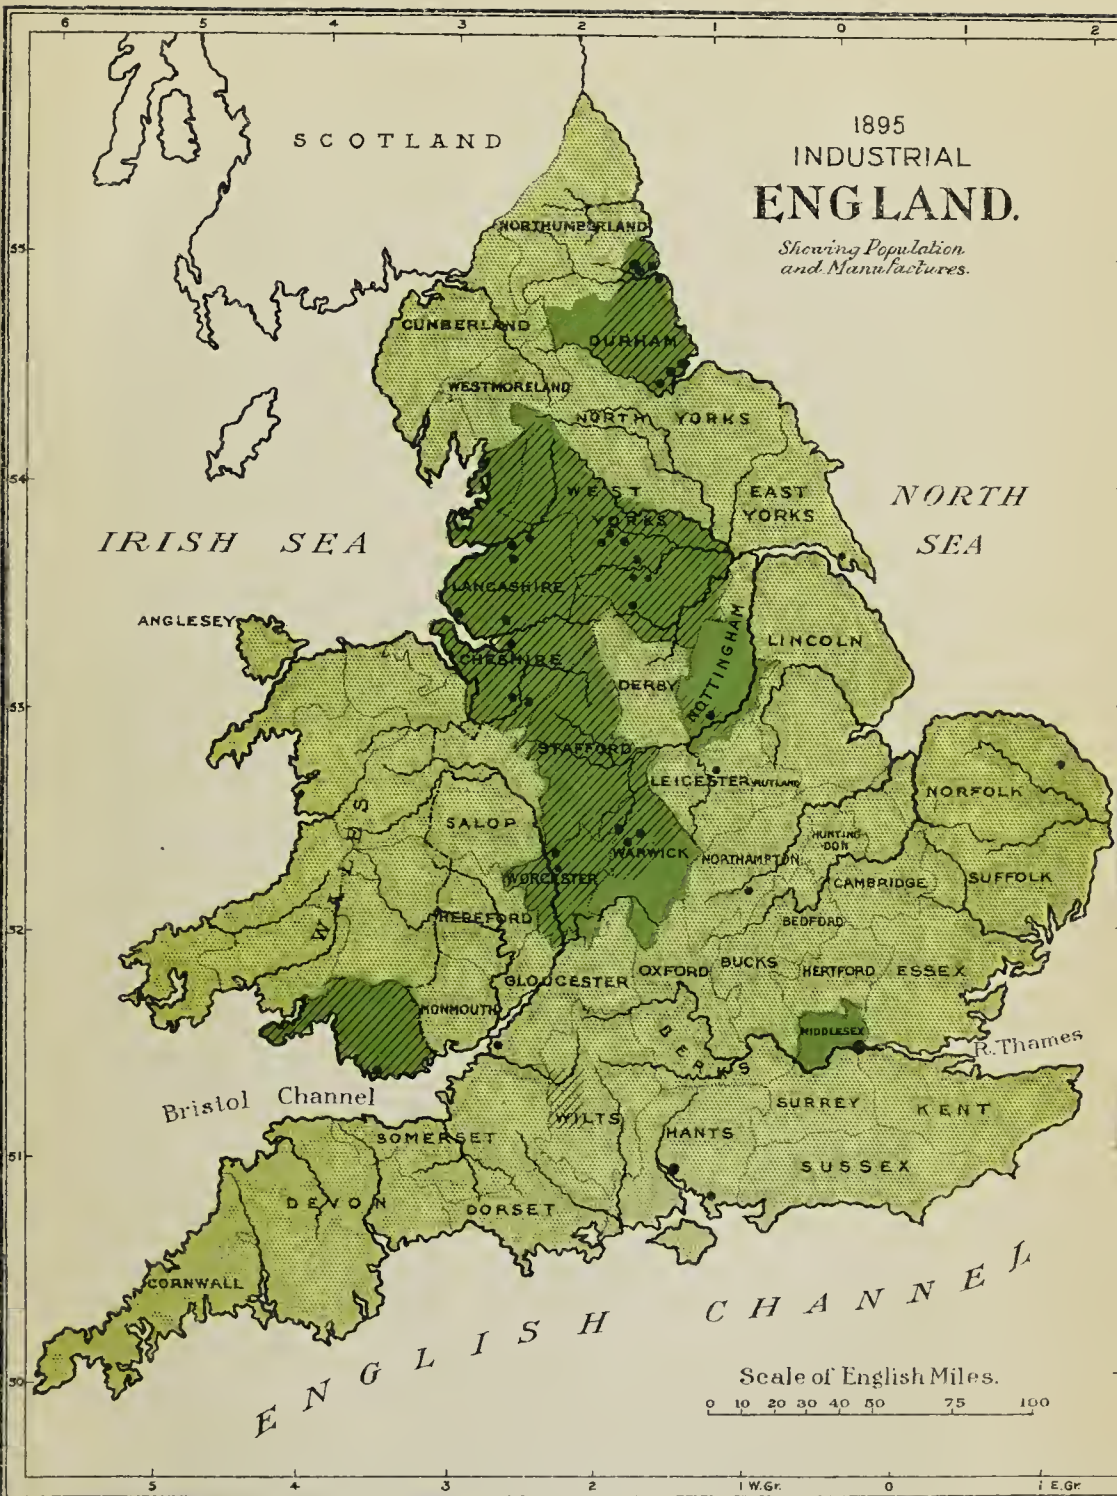 6 5 4 3 2 1 0 1 2
SCOTLAND
1895
INDUSTRIAL
ENGLAND.
Showing Population
and Manufactures.
NORTHUMBERLAND
55
CUNBERLAND
DURHAM
WESTMORELAND
NORTH YORKS
54
WEST
YORKS
EAST
YORKS
NORTH
SEA
IRISH SEA
LANCASHIRE
ANGLESEY
CHESHIRE
DERBY
NOTTINGHAM
LINCOLN
53
STAFFORD
LEICESTER
RUTLAND
NORFOLK
SALOP
WALES
WARWICK
NORTHAMPTON
HUNTING
DON
WORCESTER
CAMBRIDGE
SUFFOLK
HEREFORD
BEDFORD
52
GLOUCESTER
OXFORD
BUCKS
HERTFORD
ESSEX
MONMOUTH
BERKS
MIDDLESEX
R. Thames
Bristol Channel
WILTS
SURREY
KENT
SOMERSET
HANTS
51
SUSSEX
DEVON
DORSET
CORNWALL
ENGLISH CHANNEL
50
Scale of English Miles.
0 10 20 30 40 50 75 100
5 4 3 2 1 W.Gr. 0 1 E.Gr.